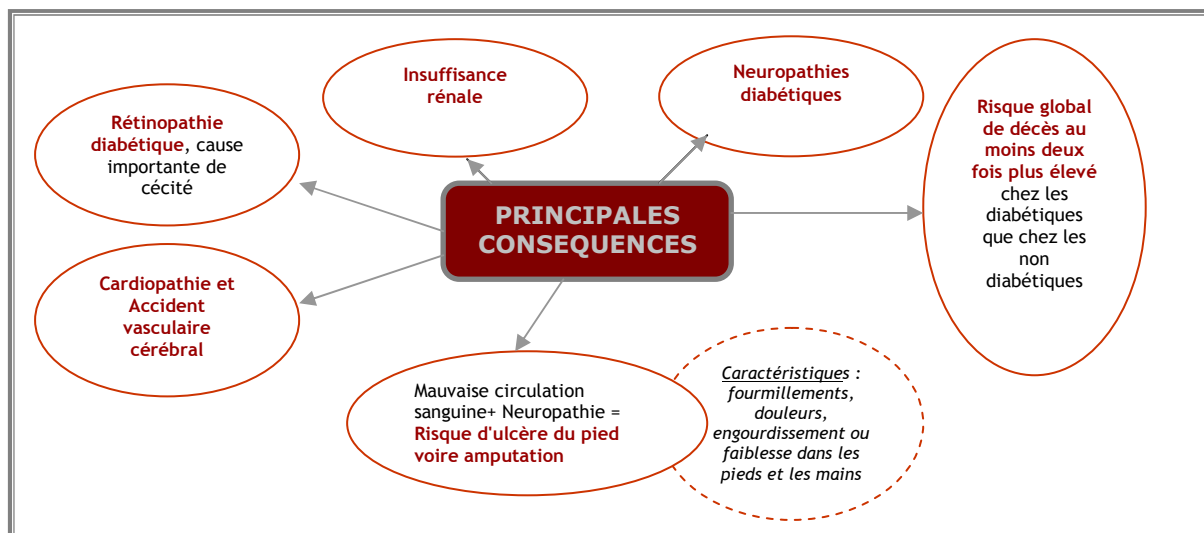 Insuffisance
rénale
Neuropathies
diabétiques
Risque global
de décès au
moins deux
fois plus élevé
chez les
diabétiques
que chez les
non
diabétiques
Rétinopathie
diabétique, cause
importante de
cécité
PRINCIPALES
CONSEQUENCES
Cardiopathie et
Accident
vasculaire
cérébral
Mauvaise circulation
sanguine+ Neuropathie =
Risque d'ulcère du pied
voire amputation
Caractéristiques :
fourmillements,
douleurs,
engourdissement ou
faiblesse dans les
pieds et les mains